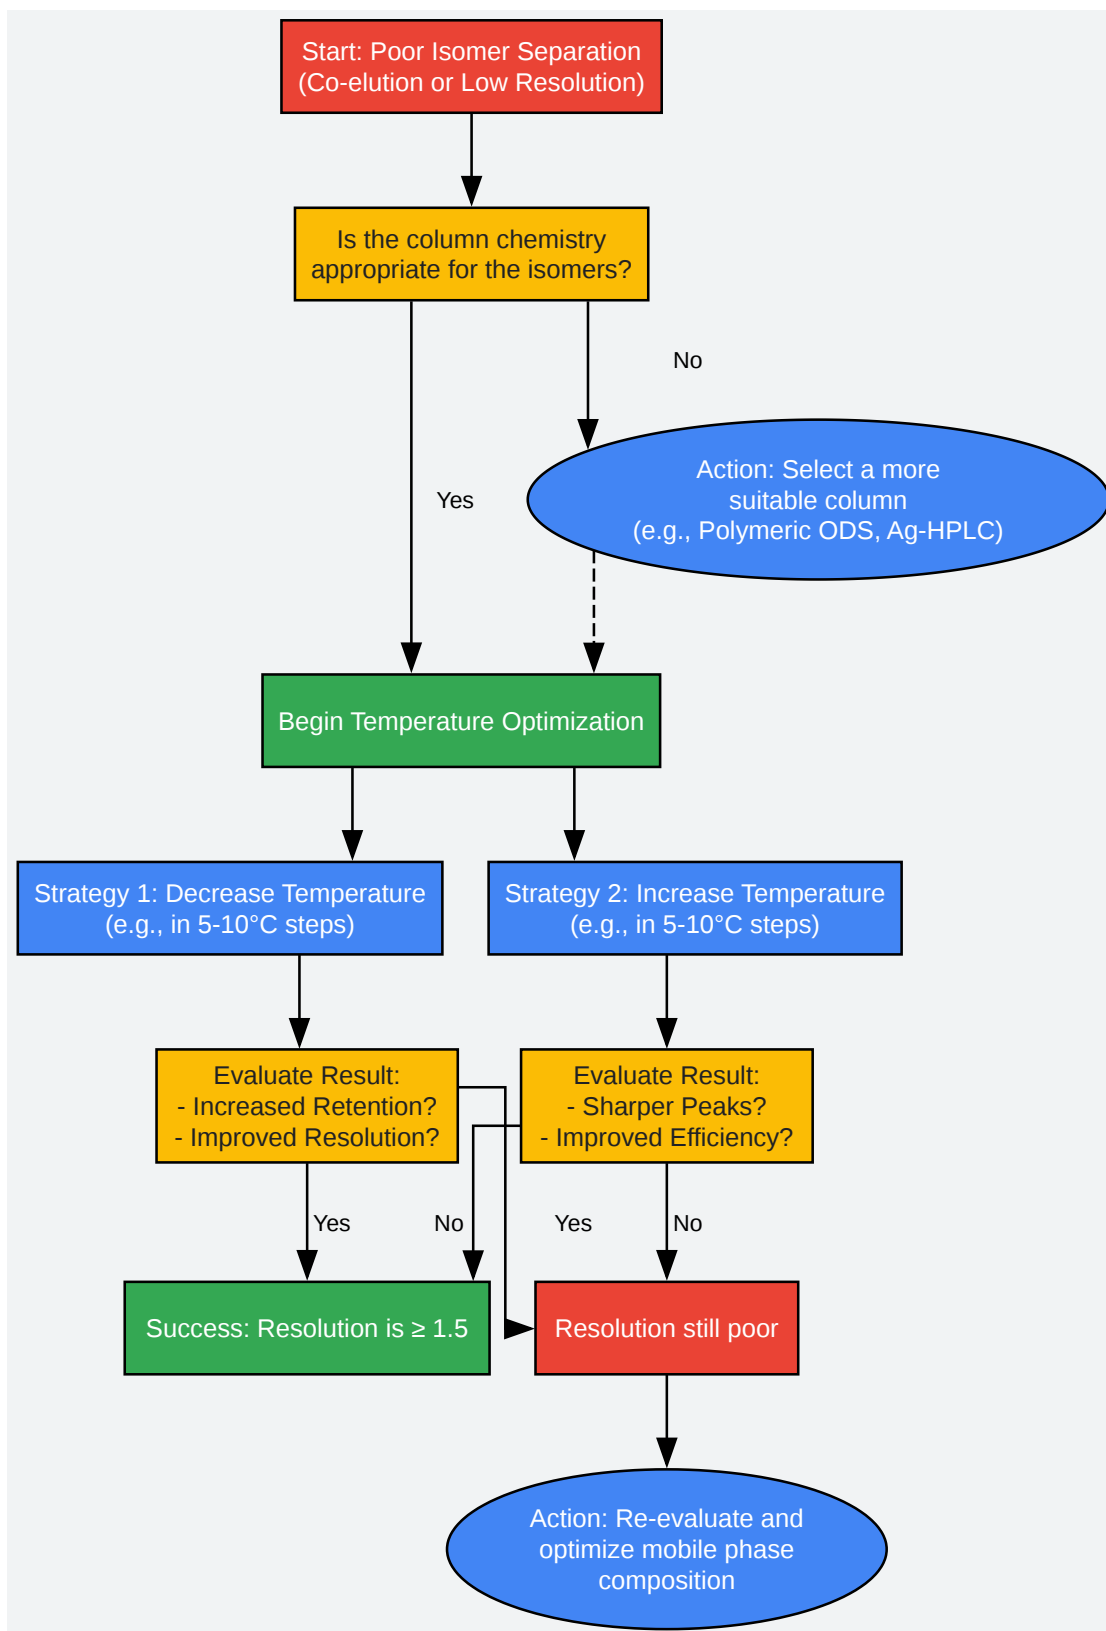 Start: Poor Isomer Separation
(Co-elution or Low Resolution)
Is the column chemistry
appropriate for the isomers?
No
Yes
Action: Select a more
suitable column
(e.g., Polymeric ODS, Ag-HPLC)
Begin Temperature Optimization
Strategy 1: Decrease Temperature
(e.g., in 5-10°C steps)
Strategy 2: Increase Temperature
(e.g., in 5-10°C steps)
Evaluate Result:
- Increased Retention?
- Improved Resolution?
Evaluate Result:
- Sharper Peaks?
- Improved Efficiency?
Yes
No
Yes
No
Success: Resolution is ≥ 1.5
Resolution still poor
Action: Re-evaluate and
optimize mobile phase
composition